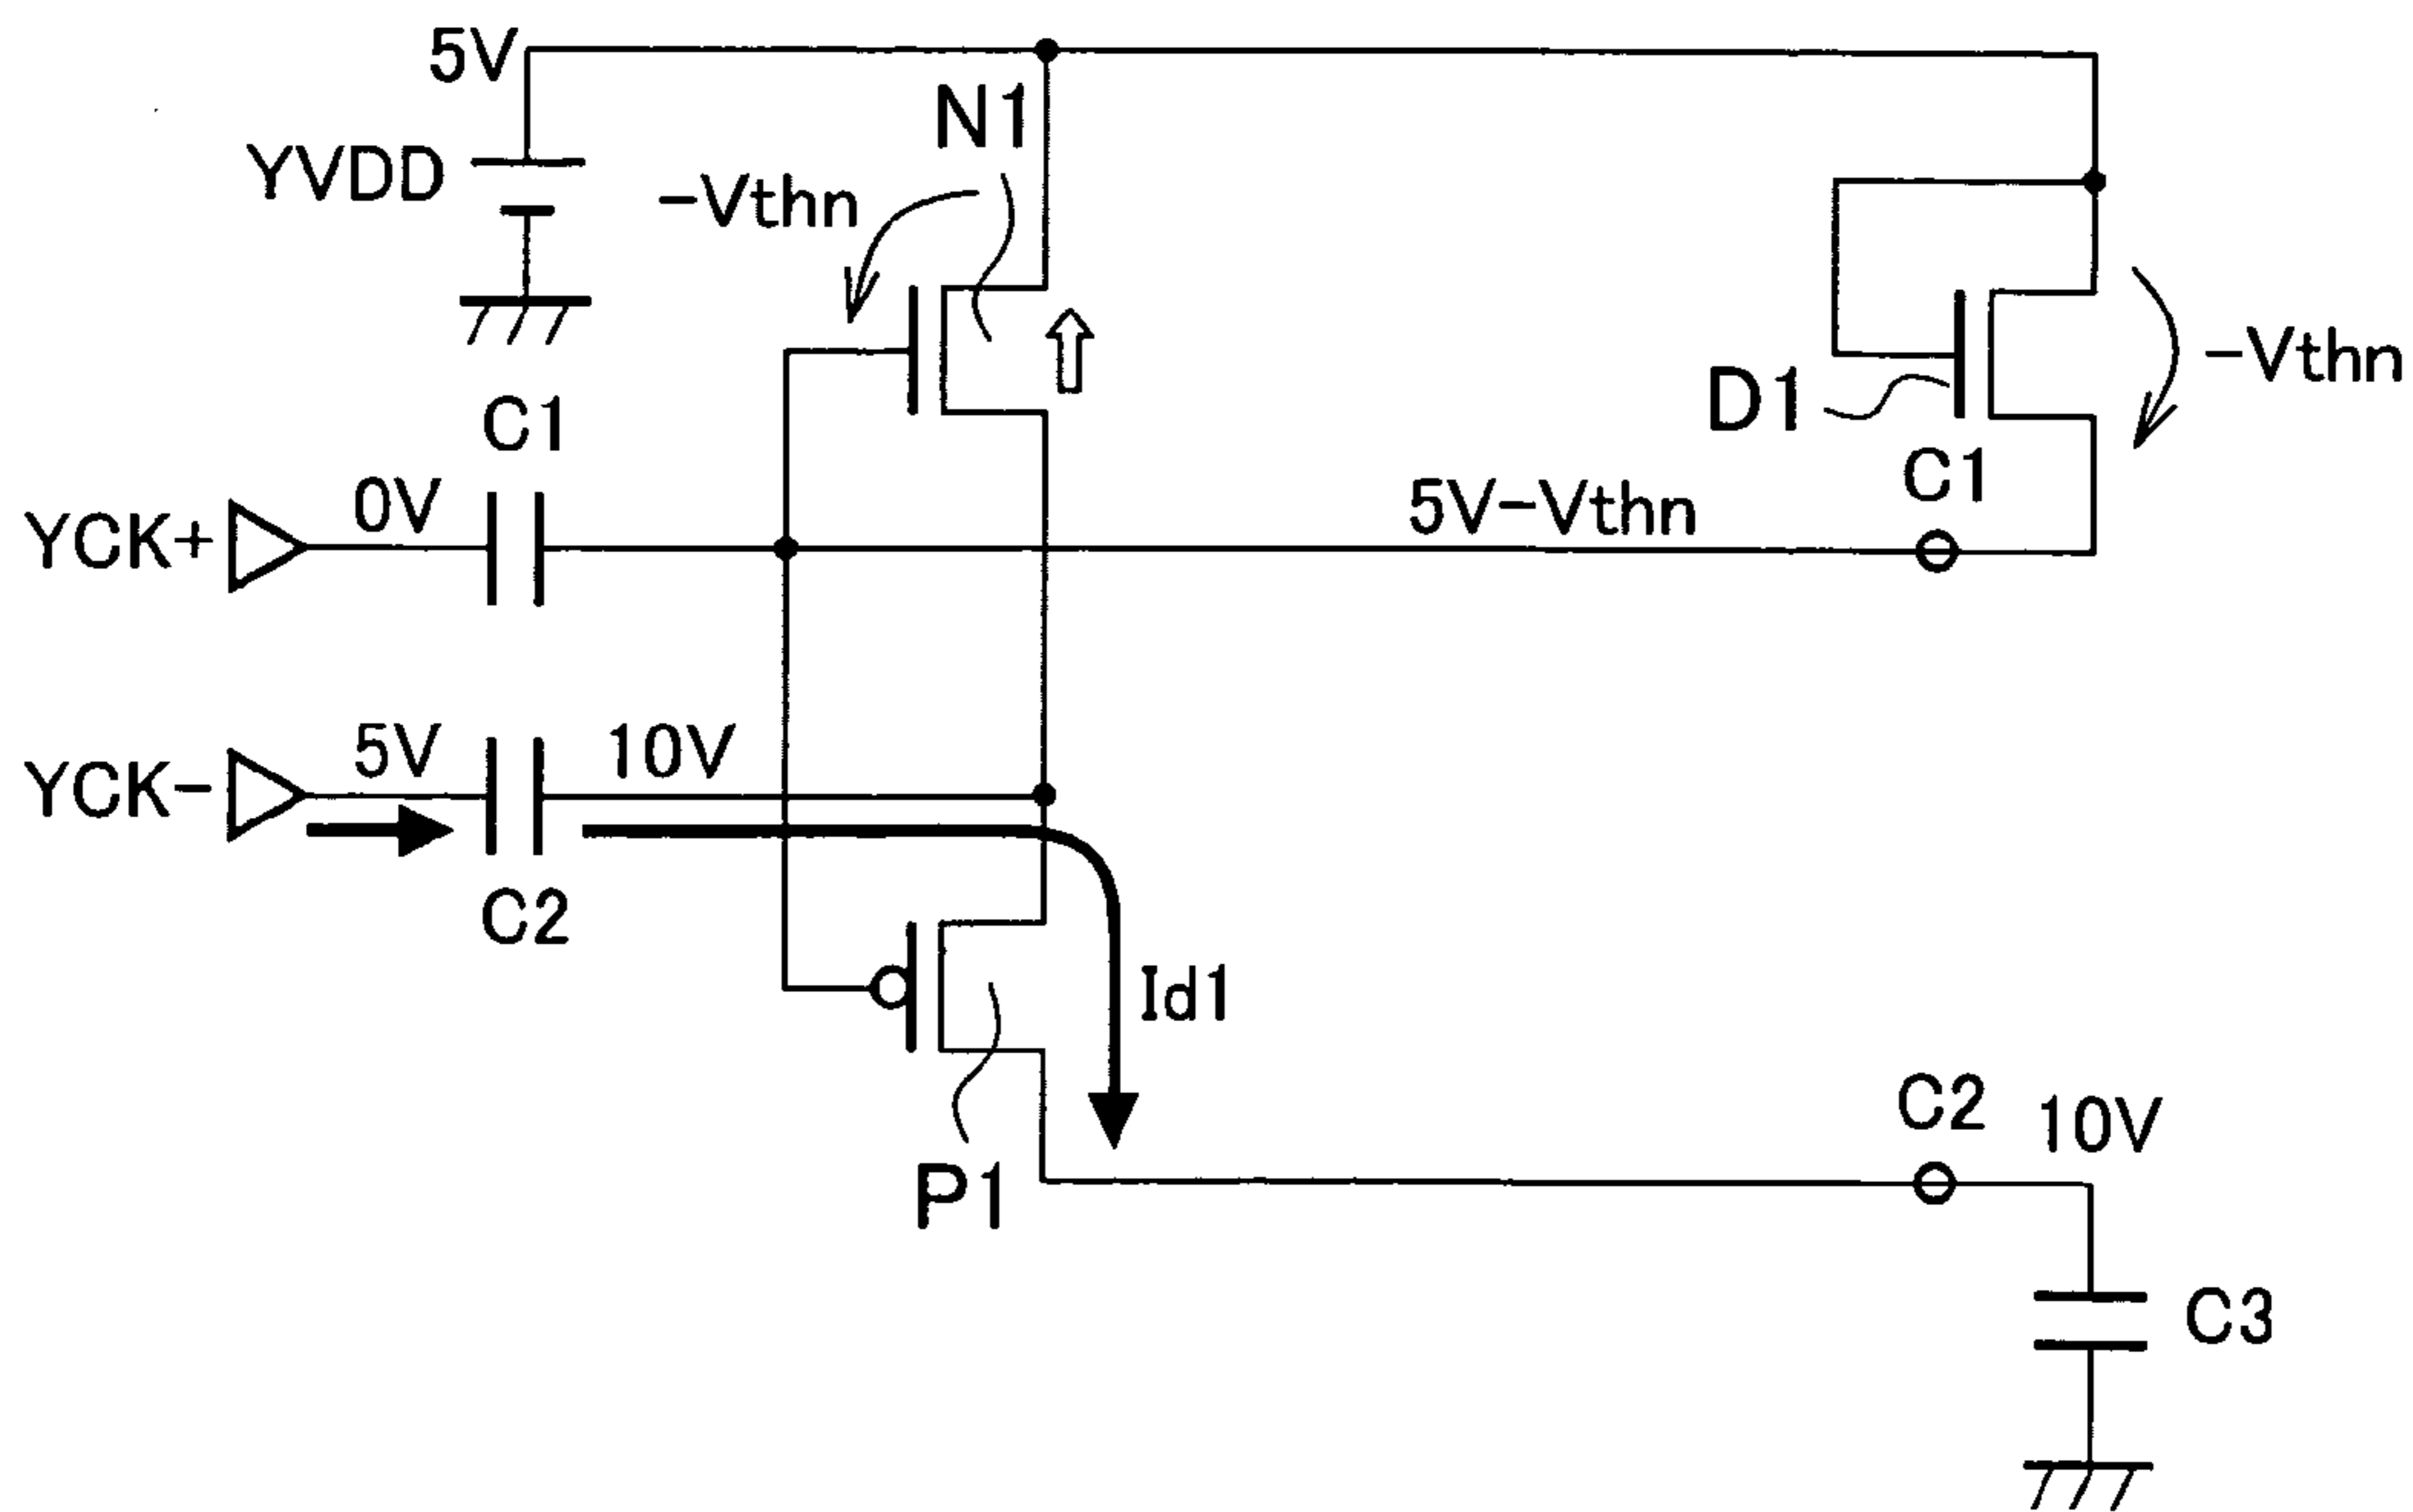 5V
N1
YVDD
-Vthn
-Vthn
D1
C1
C1
0V
5V-Vthn
YCK+
5V
10V
YCK-
C2
Id1
C2
10V
P1
C3